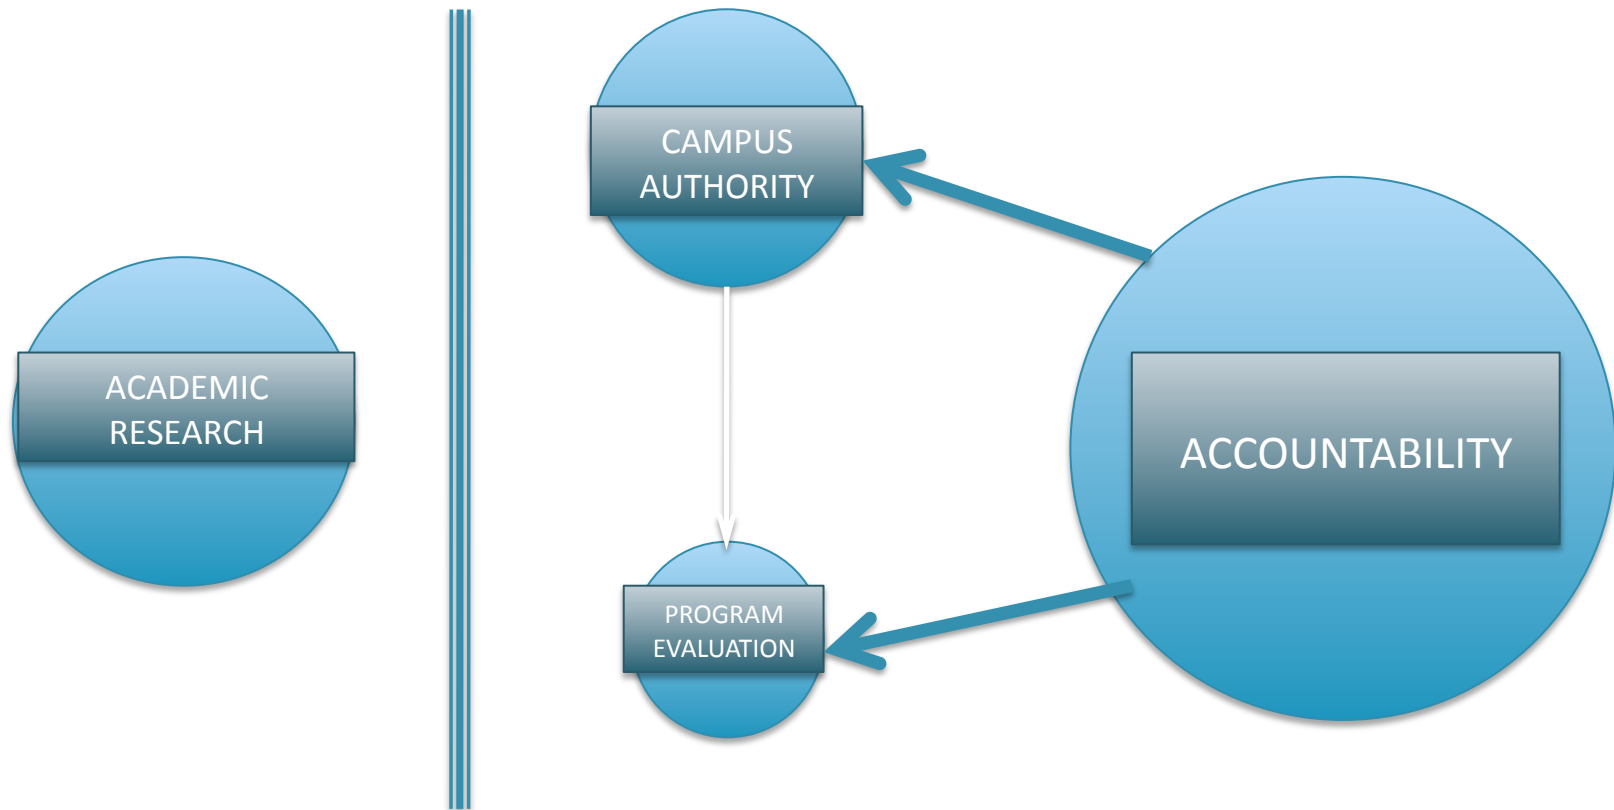 CAMPUS
AUTHORITY
ACADEMIC
RESEARCH
ACCOUNTABILITY
PROGRAM
EVALUATION